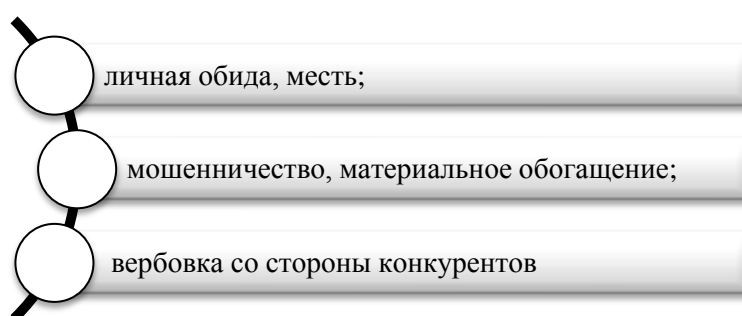 личная обида, месть;
мошенничество, материальное обогащение;
вербовка со стороны конкурентов